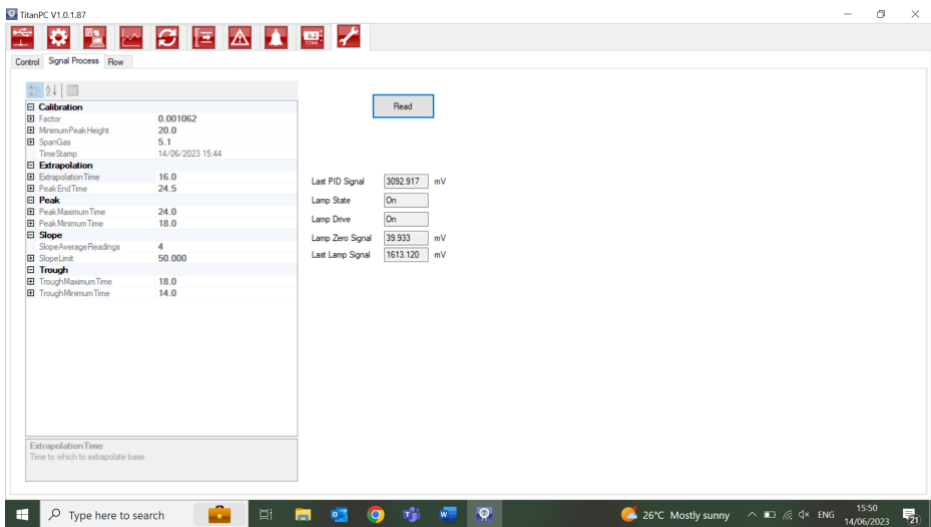 TitanPC V1.0.1.87
TITAN
Control Signal Process Flow
Calibration
Factor 0.001062
MinimumPeakHeight 20.0
SpanGas 5.1
TimeStamp 14/06/2023 15:44
Extrapolation
ExtrapolationTime 16.0
PeakEndTime 24.5
Peak
PeakMaximumTime 24.0
PeakMinimumTime 18.0
Slope
SlopeAverageReadings 4
SlopeLimit 50.000
Trough
TroughMaximumTime 18.0
TroughMinimumTime 14.0
ExtrapolationTime
Time to which to extrapolate base
Read
Last PID Signal 3092.917 mV
Lamp State On
Lamp Drive On
Lamp Zero Signal 39.933 mV
Last Lamp Signal 1613.120 mV
Type here to search
26°C Mostly sunny
ENG
15:50
14/06/2023
21